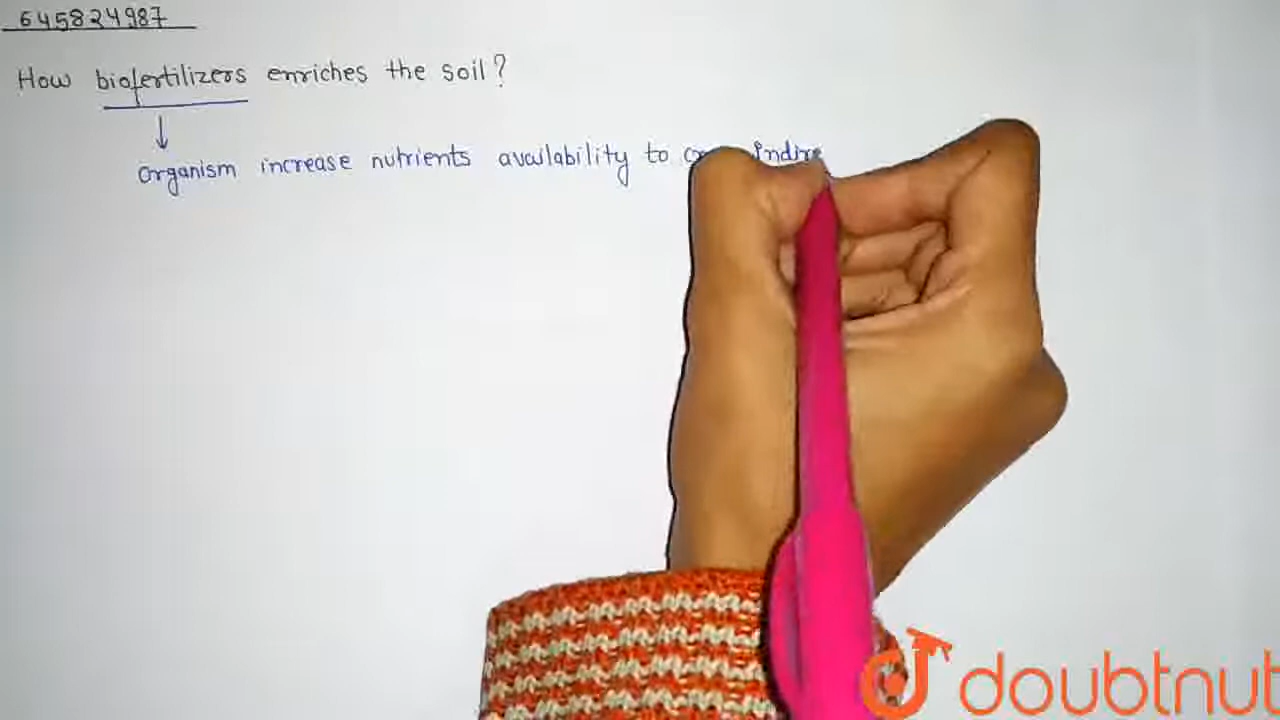 645824987
How biofertilizers enriches the soil?
organism increase nutrients availability to
doubtnut